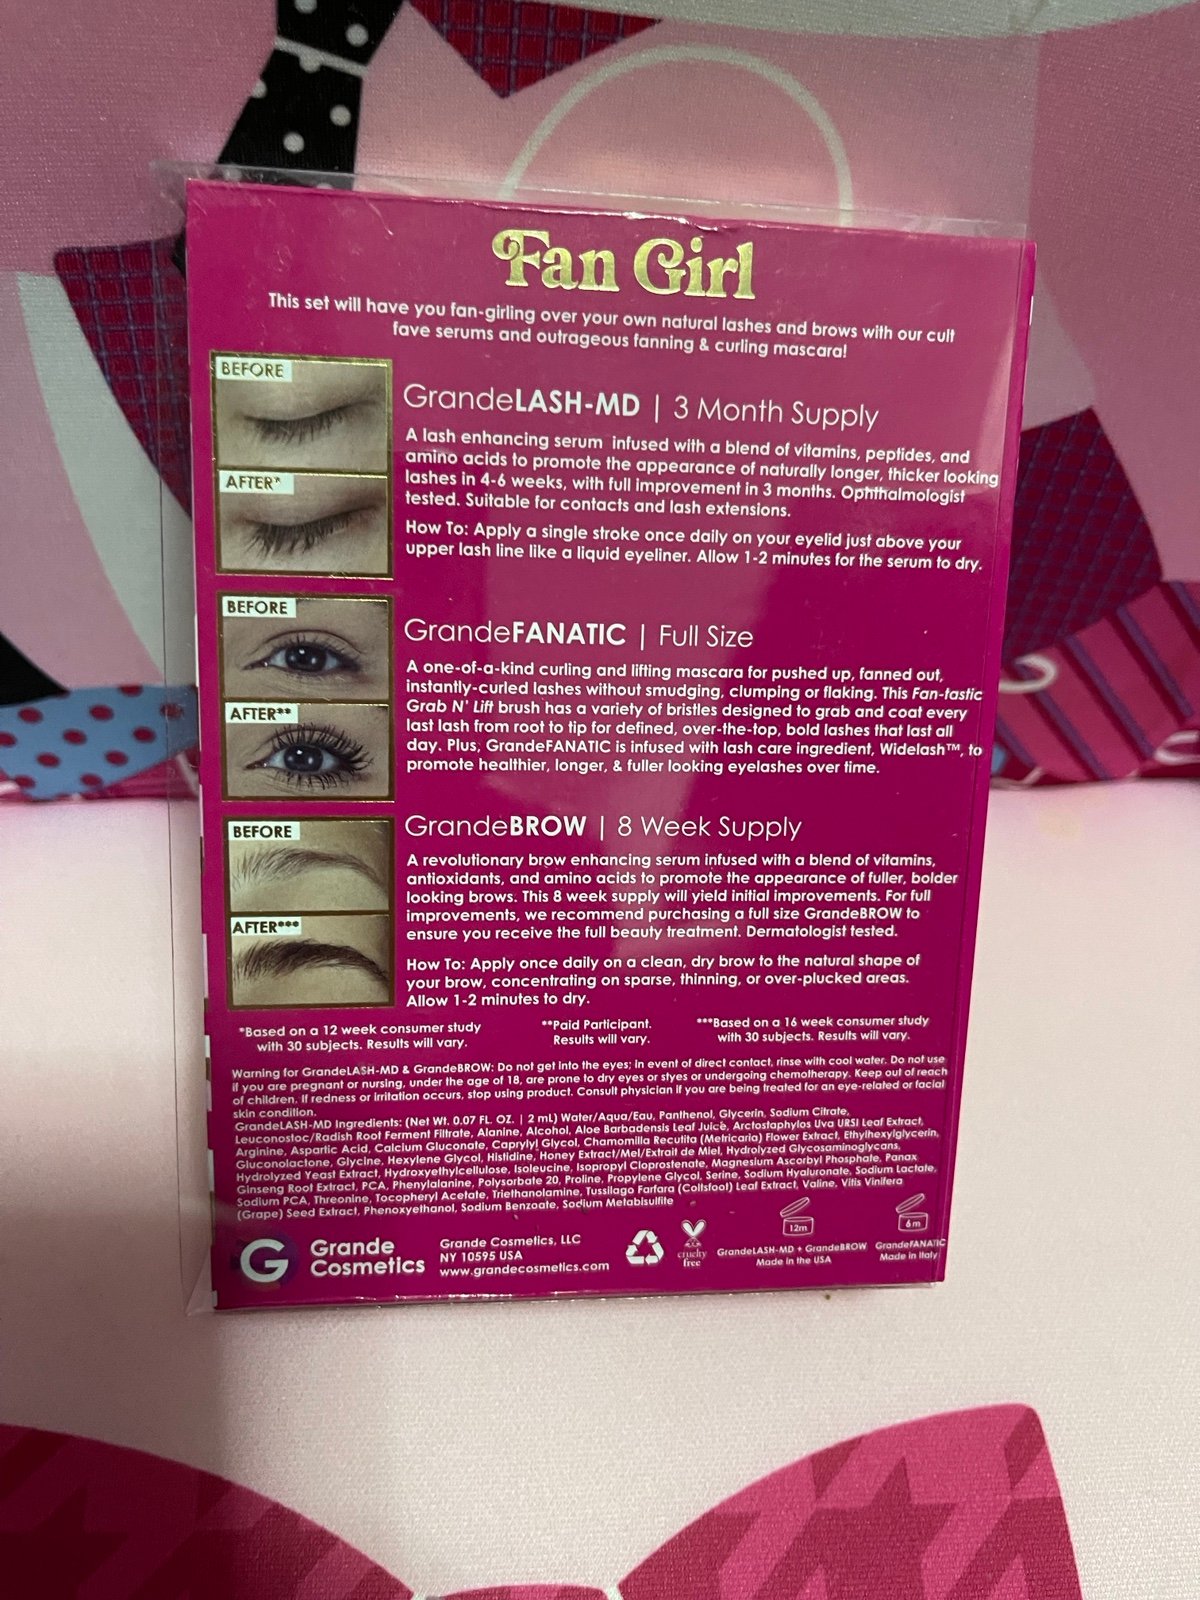 Fan Girl
This set will have you fan-girling over your own natural lashes and brows with our cult
fave serums and outrageous fanning & curling mascara!
BEFORE
AFTER*
GrandeLASH-MD | 3 Month Supply
A lash enhancing serum infused with a blend of vitamins, peptides, and
amino acids to promote the appearance of naturally longer, thicker looking
lashes in 4-6 weeks, with full improvement in 3 months. Ophthalmologist
tested. Suitable for contacts and lash extensions.
How To: Apply a single stroke once daily on your eyelid just above your
upper lash line like a liquid eyeliner. Allow 1-2 minutes for the serum to dry.
BEFORE
AFTER**
GrandeFANATIC | Full Size
A one-of-a-kind curling and lifting mascara for pushed up, fanned out,
instantly-curled lashes without smudging, clumping or flaking. This Fan-tastic
Grab N' Lift brush has a variety of bristles designed to grab and coat every
last lash from root to tip for defined, over-the-top, bold lashes that last all
day. Plus, GrandeFANATIC is infused with lash care ingredient, Widelash™, to
promote healthier, longer, & fuller looking eyelashes over time.
BEFORE
AFTER***
GrandeBROW | 8 Week Supply
A revolutionary brow enhancing serum infused with a blend of vitamins,
antioxidants, and amino acids to promote the appearance of fuller, bolder
looking brows. This 8 week supply will yield initial improvements. For full
improvements, we recommend purchasing a full size GrandeBROW to
ensure you receive the full beauty treatment. Dermatologist tested.
How To: Apply once daily on a clean, dry brow to the natural shape of
your brow, concentrating on sparse, thinning, or over-plucked areas.
Allow 1-2 minutes to dry.
*Based on a 12 week consumer study
with 30 subjects. Results will vary.
**Paid Participant.
Results will vary.
***Based on a 16 week consumer study
with 30 subjects. Results will vary.
Warning for GrandeLASH-MD & GrandeBROW: Do not get into the eyes; in event of direct contact, rinse with cool water. Do not use
if you are pregnant or nursing, under the age of 18, are prone to dry eyes or styes or undergoing chemotherapy. Keep out of reach
of children. If redness or irritation occurs, stop using product. Consult physician if you are being treated for an eye-related or facial
skin condition.
GrandeLASH-MD Ingredients: (Net Wt. 0.07 FL. OZ. | 2 mL) Water/Aqua/Eau, Panthenol, Glycerin, Sodium Citrate,
Leuconostoc/Radish Root Ferment Filtrate, Alanine, Alcohol, Aloe Barbadensis Leaf Juice, Arctostaphylos Uva URSI Leaf Extract,
Arginine, Aspartic Acid, Calcium Gluconate, Caprylyl Glycol, Chamomilla Recutita (Metricaria) Flower Extract, Ethylhexylglycerin,
Gluconolactone, Glycine, Hexylene Glycol, Histidine, Honey Extract/Mel/Extrait de Miel, Hydrolyzed Glycosaminoglycans,
Hydrolyzed Yeast Extract, Hydroxyethylcellulose, Isoleucine, Isopropyl Cloprostenate, Magnesium Ascorbyl Phosphate, Panax
Ginseng Root Extract, PCA, Phenylalanine, Polysorbate 20, Proline, Propylene Glycol, Serine, Sodium Hyaluronate, Sodium Lactate,
Sodium PCA, Threonine, Tocopheryl Acetate, Triethanolamine, Tussilago Farfara (Coltsfoot) Leaf Extract, Valine, Vitis Vinifera
(Grape) Seed Extract, Phenoxyethanol, Sodium Benzoate, Sodium Metabisulfite
G
Grande
Cosmetics
Grande Cosmetics, LLC
NY 10595 USA
www.grandecosmetics.com
cruelty
free
12m
GrandeLASH-MD + GrandeBROW
Made in the USA
6m
GrandeFANATIC
Made in Italy